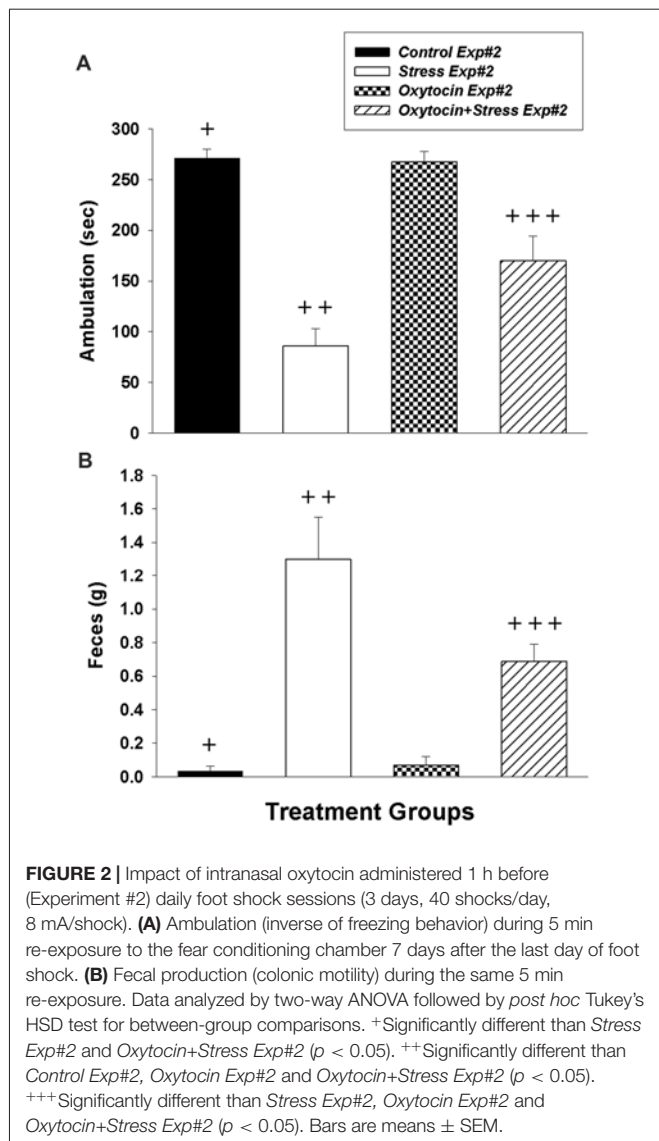 A
Control Exp#2
Stress Exp#2
Oxytocin Exp#2
Oxytocin+Stress Exp#2
300
250
200
150
100
50
0
Ambulation (sec)
+
++
+++
B
1.8
1.6
1.4
1.2
1.0
0.8
0.6
0.4
0.2
0.0
Feces (g)
+
++
+++
Treatment Groups
FIGURE 2 | Impact of intranasal oxytocin administered 1 h before
(Experiment #2) daily foot shock sessions (3 days, 40 shocks/day,
8 mA/shock). (A) Ambulation (inverse of freezing behavior) during 5 min
re-exposure to the fear conditioning chamber 7 days after the last day of foot
shock. (B) Fecal production (colonic motility) during the same 5 min
re-exposure. Data analyzed by two-way ANOVA followed by post hoc Tukey's
HSD test for between-group comparisons. +Significantly different than Stress
Exp#2 and Oxytocin+Stress Exp#2 (p < 0.05). ++Significantly different than
Control Exp#2, Oxytocin Exp#2 and Oxytocin+Stress Exp#2 (p < 0.05).
+++Significantly different than Stress Exp#2, Oxytocin Exp#2 and
Oxytocin+Stress Exp#2 (p < 0.05). Bars are means ± SEM.